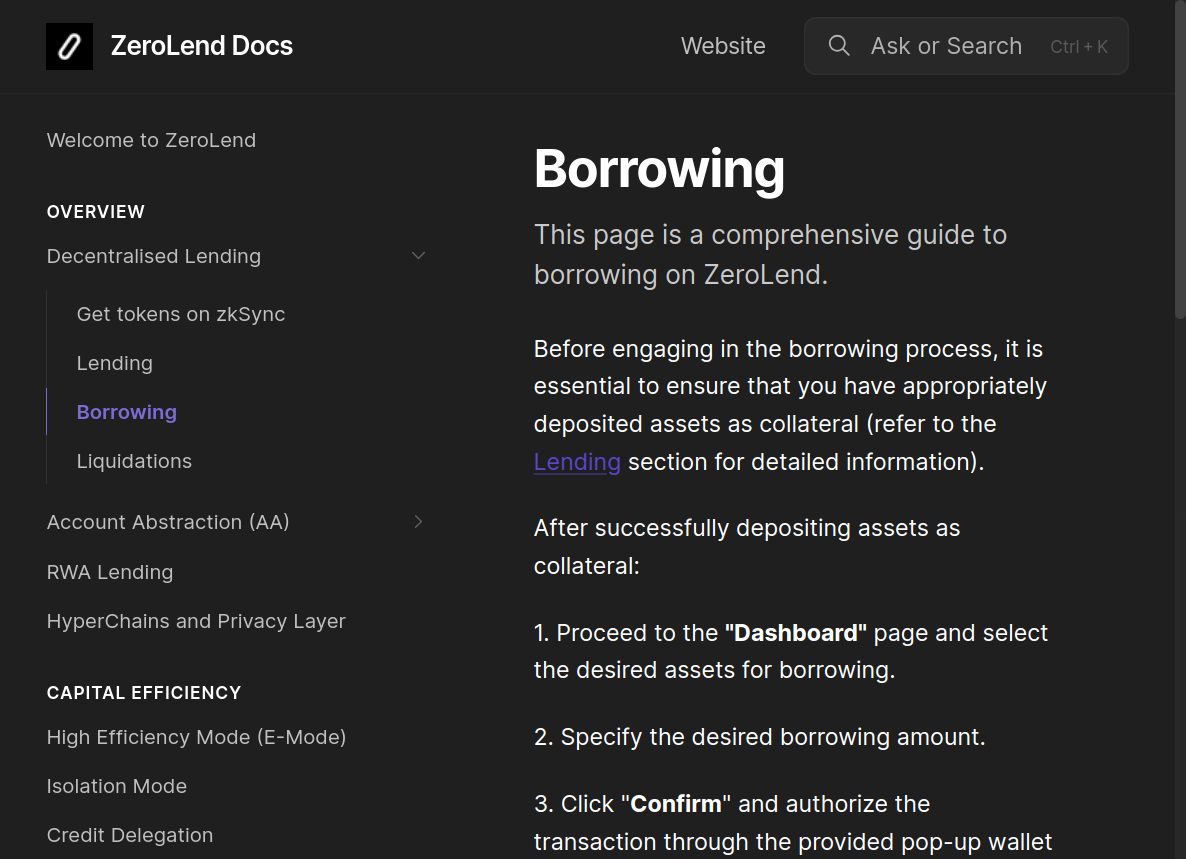 ZeroLend Docs
Website
Ask or Search
Ctrl + K
Welcome to ZeroLend
OVERVIEW
Decentralised Lending
Get tokens on zkSync
Lending
Borrowing
Liquidations
Account Abstraction (AA)
RWA Lending
HyperChains and Privacy Layer
CAPITAL EFFICIENCY
High Efficiency Mode (E-Mode)
Isolation Mode
Credit Delegation
Borrowing
This page is a comprehensive guide to
borrowing on ZeroLend.
Before engaging in the borrowing process, it is
essential to ensure that you have appropriately
deposited assets as collateral (refer to the
Lending section for detailed information).
After successfully depositing assets as
collateral:
1. Proceed to the "Dashboard" page and select
the desired assets for borrowing.
2. Specify the desired borrowing amount.
3. Click "Confirm" and authorize the
transaction through the provided pop-up wallet